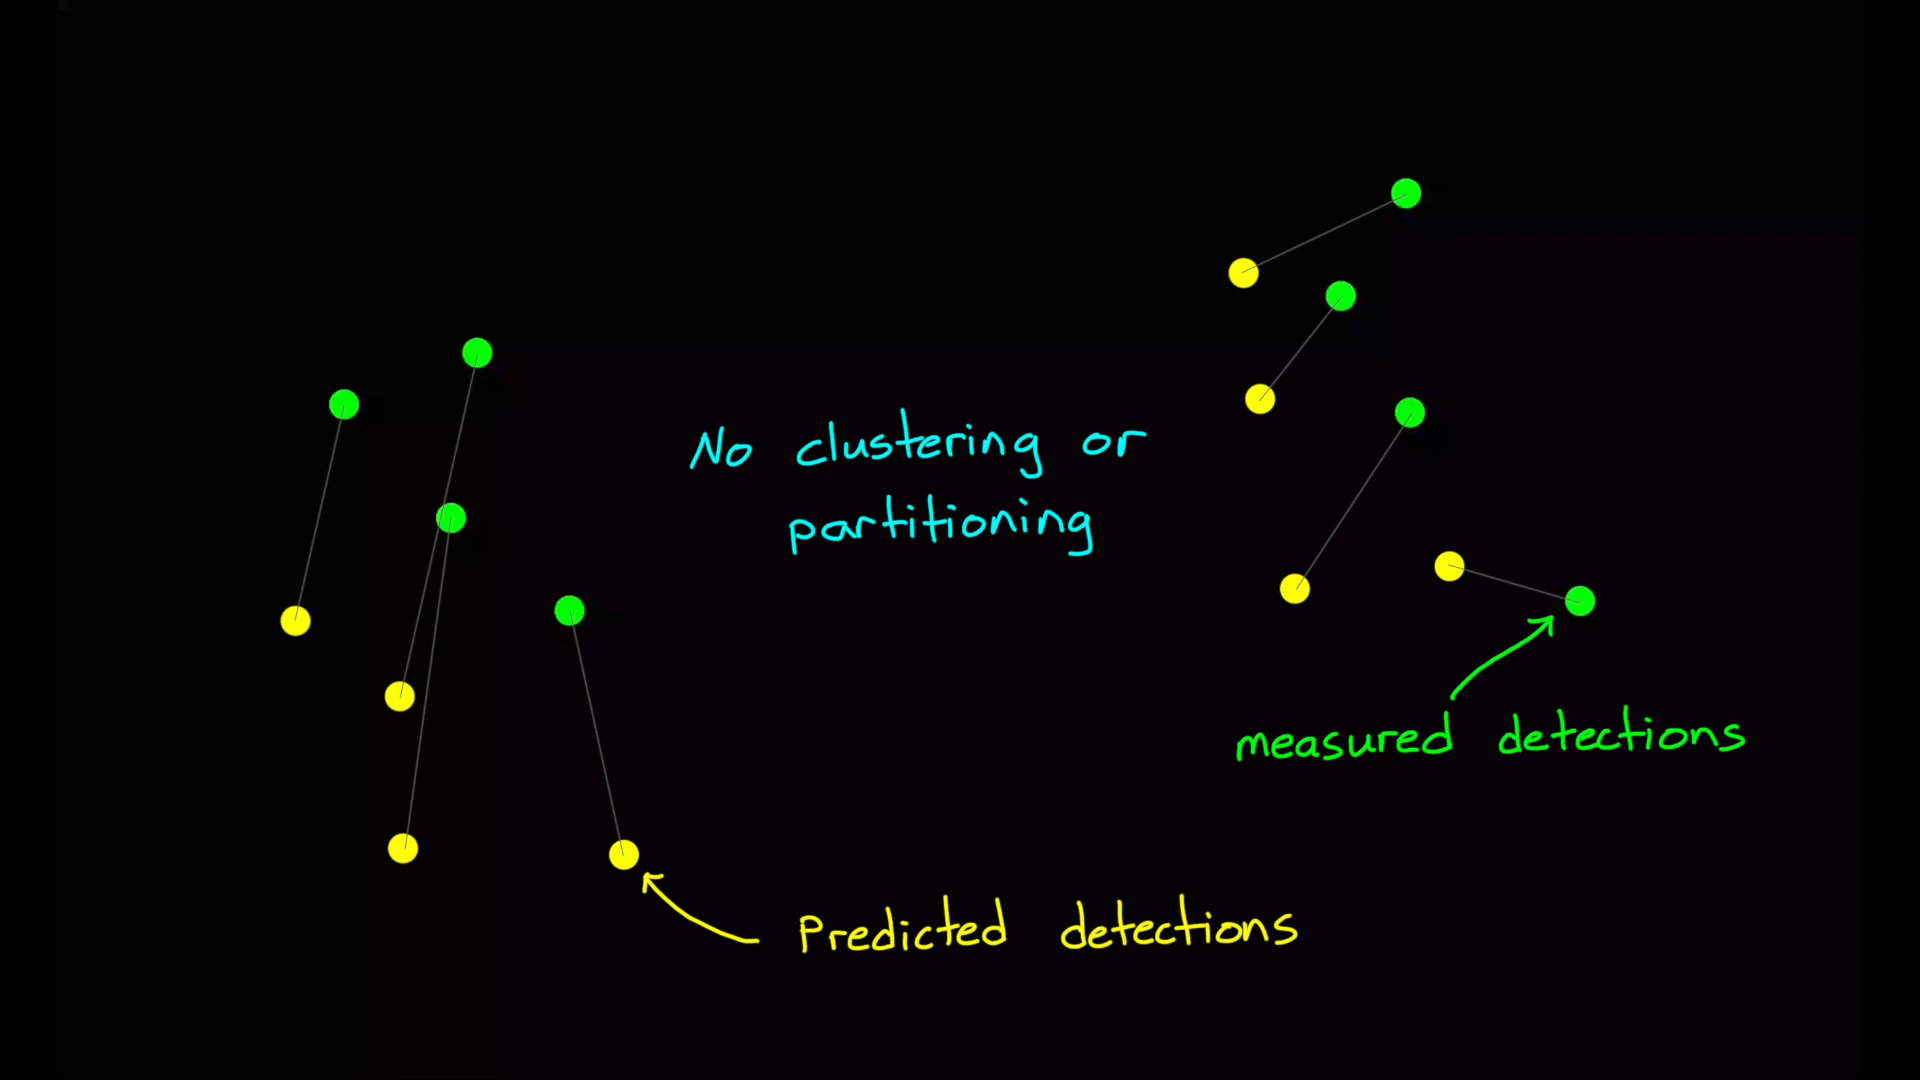 No clustering or
partitioning
measured detections
Predicted detections